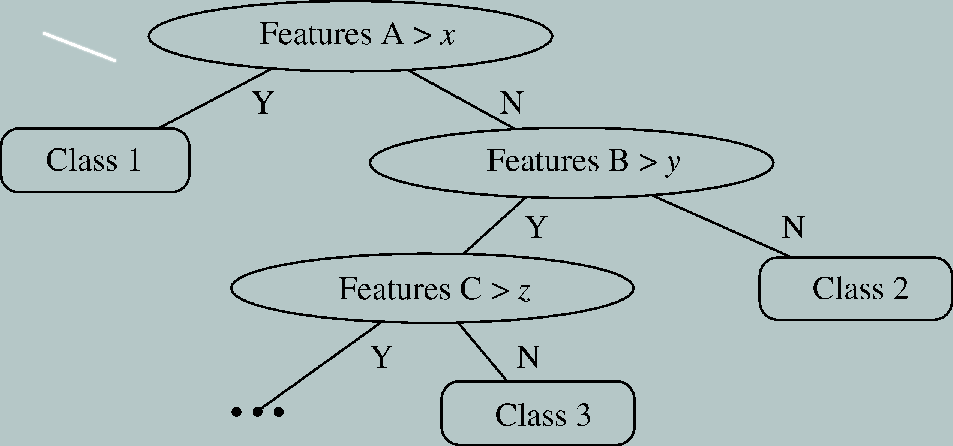 Features A > x
Y
N
Class 1
Features B > y
Y
N
Features C > z
Class 2
Y
N
•••
Class 3